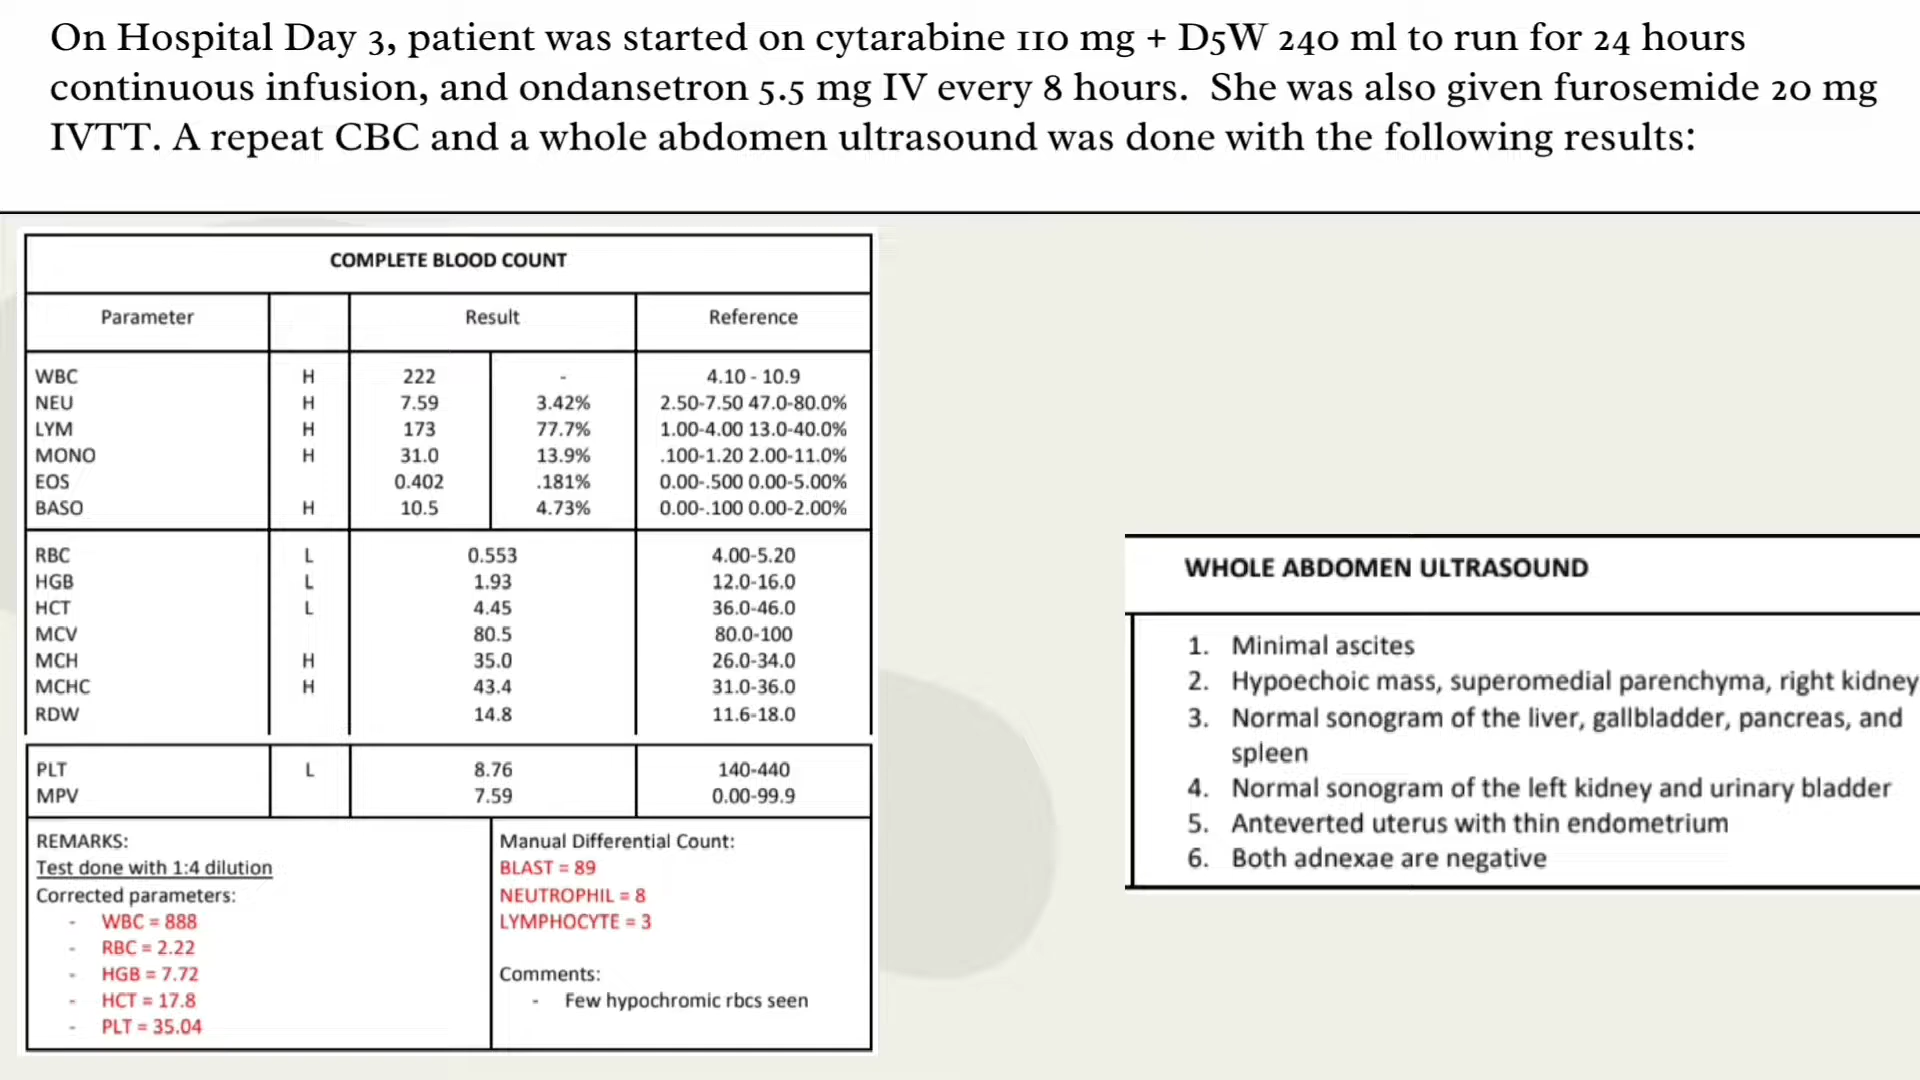 On Hospital Day 3, patient was started on cytarabine 110 mg + D5W 240 ml to run for 24 hours
continuous infusion, and ondansetron 5.5 mg IV every 8 hours. She was also given furosemide 20 mg
IVTT. A repeat CBC and a whole abdomen ultrasound was done with the following results:
COMPLETE BLOOD COUNT
Parameter Result Reference
WBC H 222 - 4.10 - 10.9
NEU H 7.59 3.42% 2.50-7.50 47.0-80.0%
LYM H 173 77.7% 1.00-4.00 13.0-40.0%
MONO H 31.0 13.9% .100-1.20 2.00-11.0%
EOS 0.402 .181% 0.00-.500 0.00-5.00%
BASO H 10.5 4.73% 0.00-.100 0.00-2.00%
RBC L 0.553 4.00-5.20
HGB L 1.93 12.0-16.0
HCT L 4.45 36.0-46.0
MCV 80.5 80.0-100
MCH H 35.0 26.0-34.0
MCHC H 43.4 31.0-36.0
RDW 14.8 11.6-18.0
PLT L 8.76 140-440
MPV 7.59 0.00-99.9
REMARKS:
Test done with 1:4 dilution
Corrected parameters:
- WBC = 888
- RBC = 2.22
- HGB = 7.72
- HCT = 17.8
- PLT = 35.04
Manual Differential Count:
BLAST = 89
NEUTROPHIL = 8
LYMPHOCYTE = 3
Comments:
- Few hypochromic rbcs seen
WHOLE ABDOMEN ULTRASOUND
1. Minimal ascites
2. Hypoechoic mass, superomedial parenchyma, right kidney
3. Normal sonogram of the liver, gallbladder, pancreas, and
spleen
4. Normal sonogram of the left kidney and urinary bladder
5. Anteverted uterus with thin endometrium
6. Both adnexae are negative